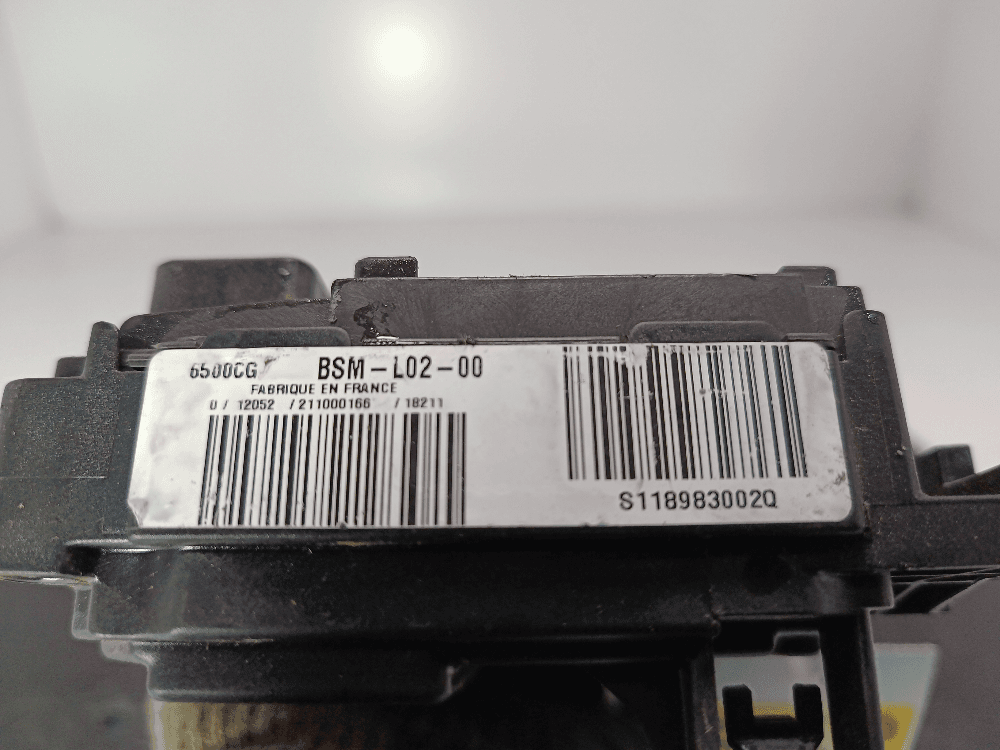 6500CG BSM-L02-00
FABRIQUE EN FRANCE
0/ 12052 /211000166 /18211
S118983002Q